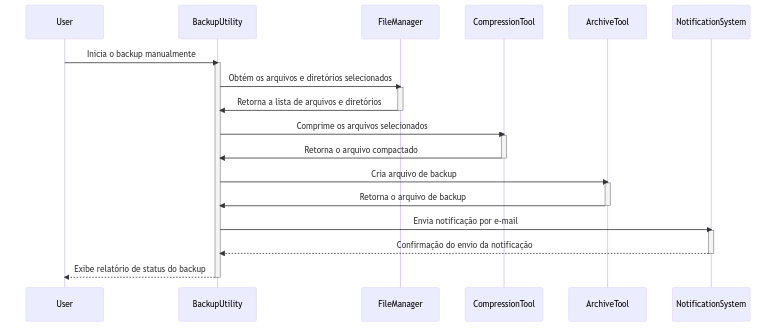 User BackupUtility FileManager CompressionTool ArchiveTool NotificationSystem
Inicia o backup manualmente
Obtém os arquivos e diretórios selecionados
Retorna a lista de arquivos e diretórios
Comprime os arquivos selecionados
Retorna o arquivo compactado
Cria arquivo de backup
Retorna o arquivo de backup
Envia notificação por e-mail
Confirmação do envio da notificação
Exibe relatório de status do backup
User BackupUtility FileManager CompressionTool ArchiveTool NotificationSystem